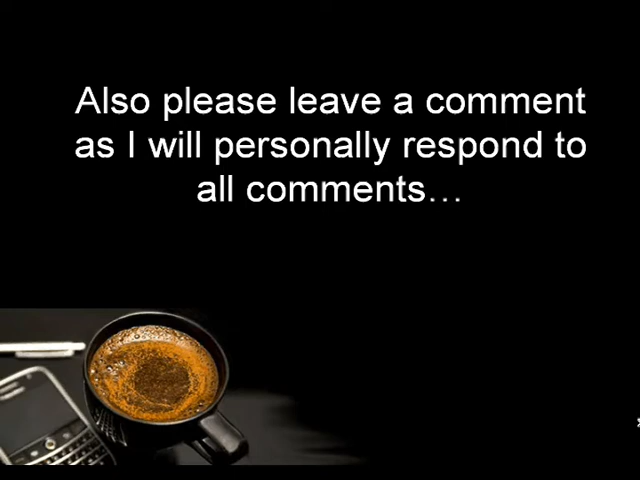 Also please leave a comment
as I will personally respond to
all comments…